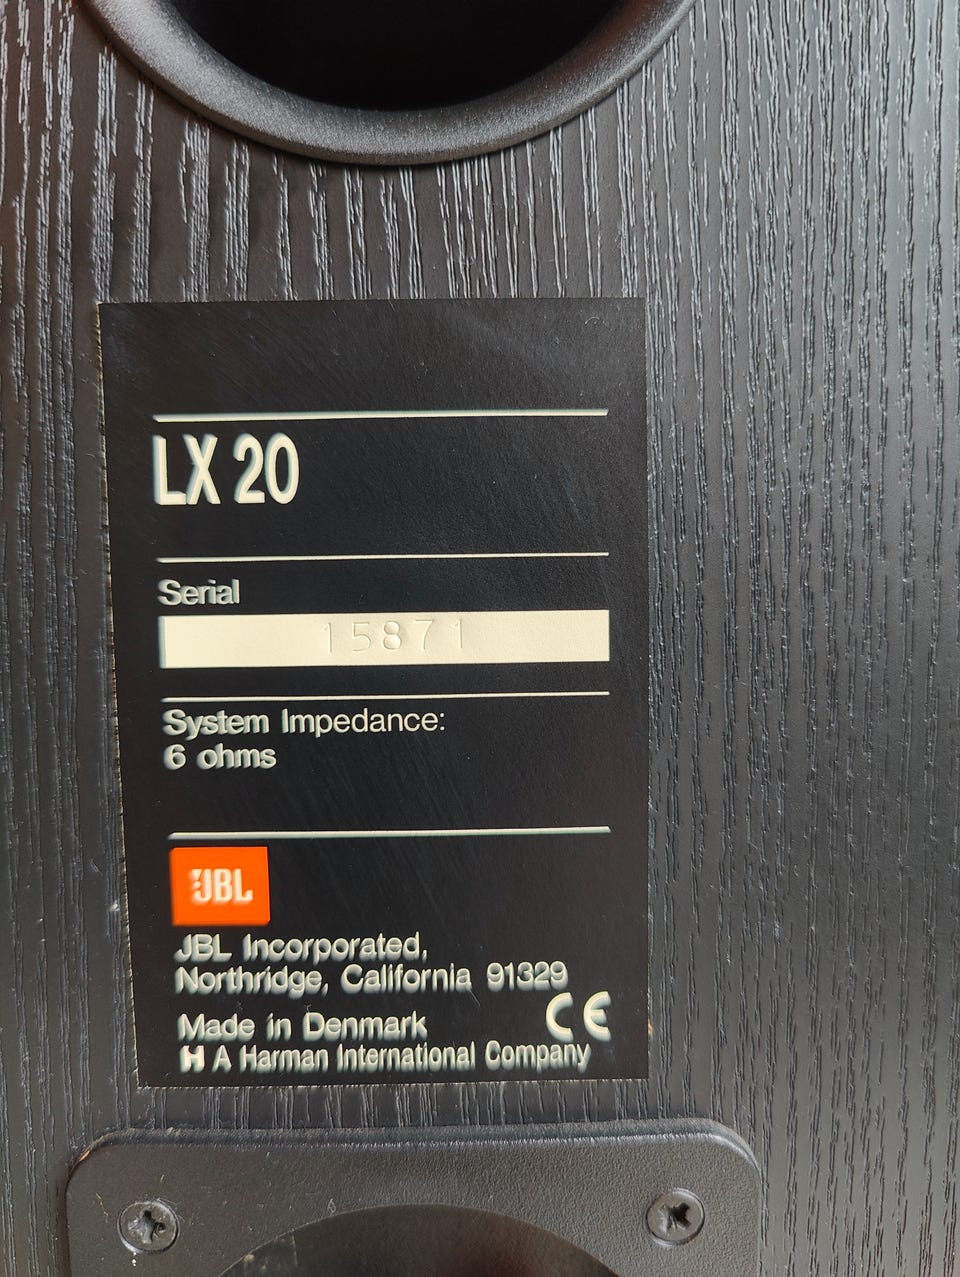 LX 20
Serial
15871
System Impedance:
6 ohms
JBL
JBL Incorporated,
Northridge, California 91329
CE
Made in Denmark
H A Harman International Company